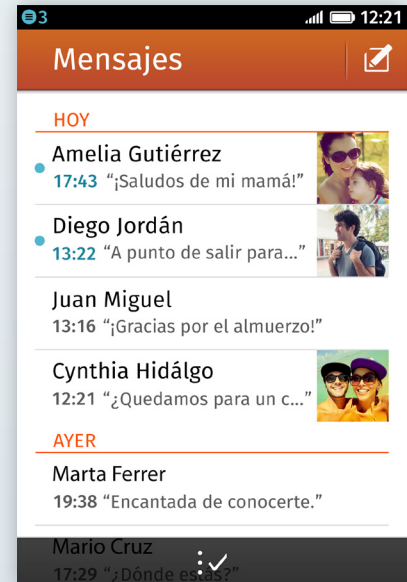 3 12:21
Mensajes
HOY
Amelia Gutiérrez
17:43 “¡Saludos de mi mamá!”
Diego Jordán
13:22 “A punto de salir para...”
Juan Miguel
13:16 “¡Gracias por el almuerzo!”
Cynthia Hidálgo
12:21 “¿Quedamos para un c...”
AYER
Marta Ferrer
19:38 “Encantada de conocerte.”
Mario Cruz
17:29 “¿Dónde estás?”